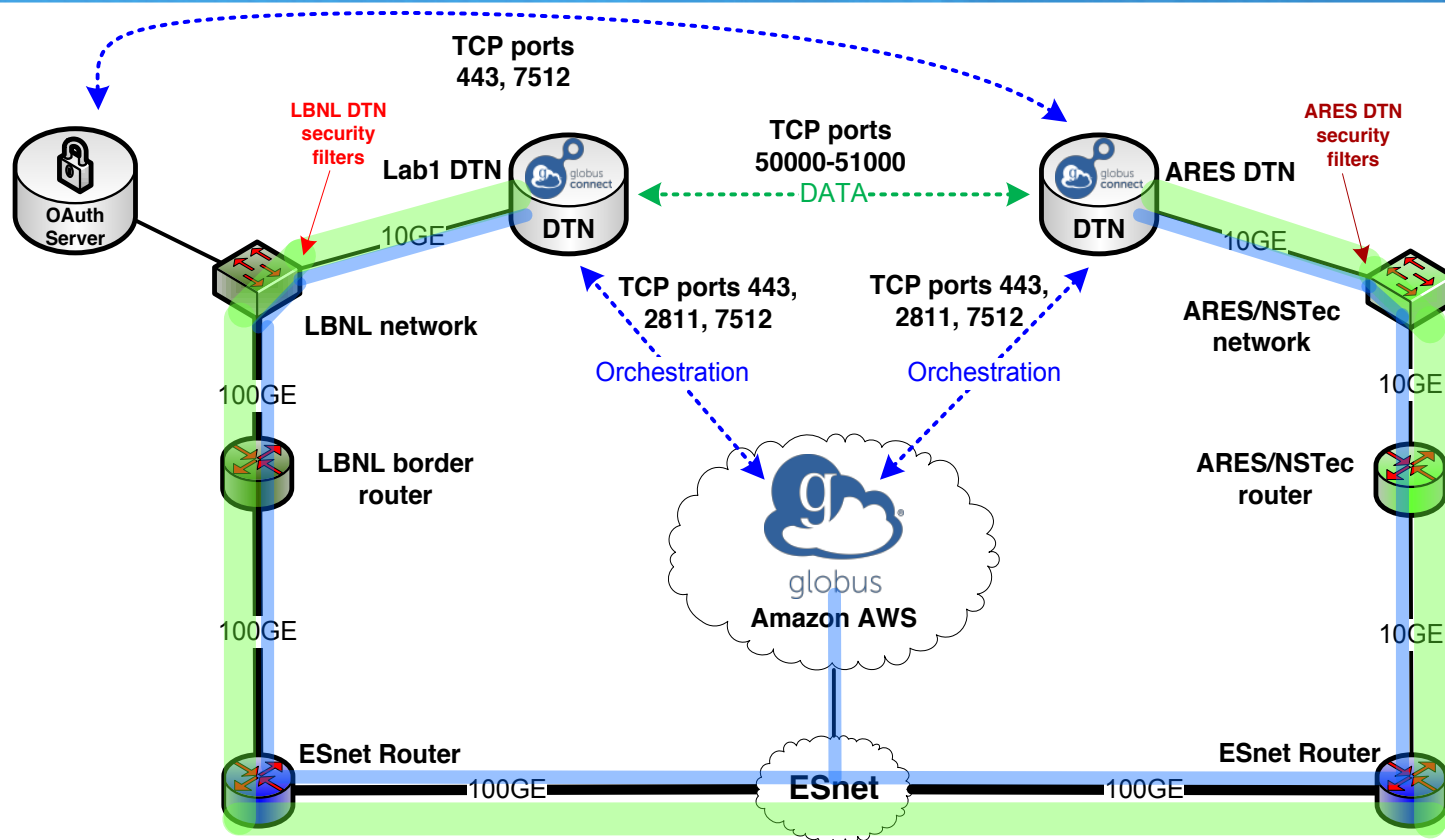 TCP ports
443, 7512
LBNL DTN
security
filters
ARES DTN
security
filters
TCP ports
50000-51000
DATA
Lab1 DTN
globus
connect
DTN
globus
connect
DTN
ARES DTN
OAuth
Server
10GE
10GE
LBNL network
TCP ports 443,
2811, 7512
TCP ports 443,
2811, 7512
ARES/NSTec
network
Orchestration
Orchestration
100GE
10GE
LBNL border
router
ARES/NSTec
router
g
globus
Amazon AWS
100GE
10GE
ESnet Router
ESnet Router
100GE
ESnet
100GE